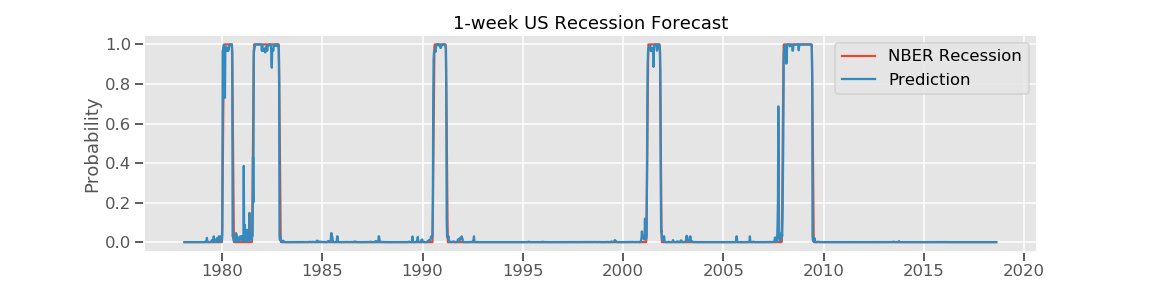 1-week US Recession Forecast
1.0
0.8
0.6
0.4
0.2
0.0
Probability
NBER Recession
Prediction
1980 1985 1990 1995 2000 2005 2010 2015 2020